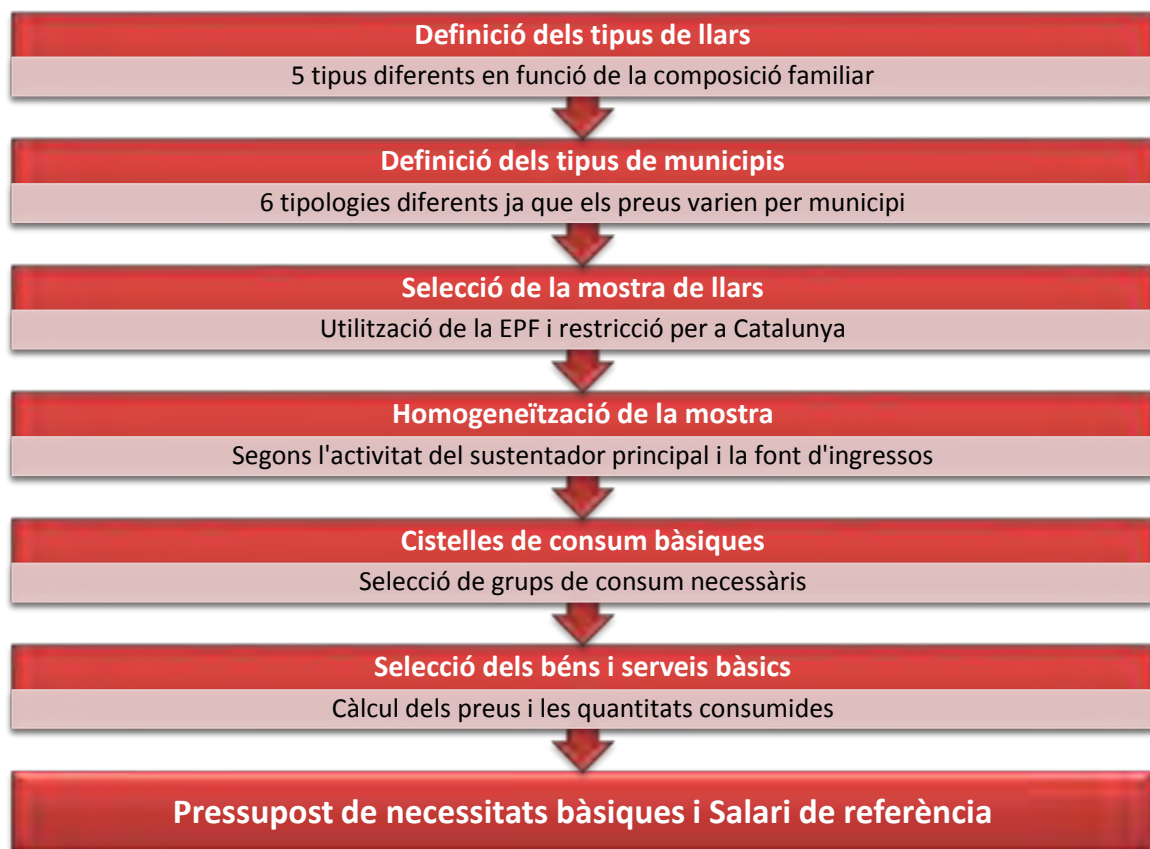 Definició dels tipus de llars
5 tipus diferents en funció de la composició familiar
Definició dels tipus de municipis
6 tipologies diferents ja que els preus varien per municipi
Selecció de la mostra de llars
Utilització de la EPF i restricció per a Catalunya
Homogeneïtzació de la mostra
Segons l'activitat del sustentador principal i la font d'ingressos
Cistelles de consum bàsiques
Selecció de grups de consum necessàris
Selecció dels béns i serveis bàsics
Càlcul dels preus i les quantitats consumides
Pressupost de necessitats bàsiques i Salari de referència